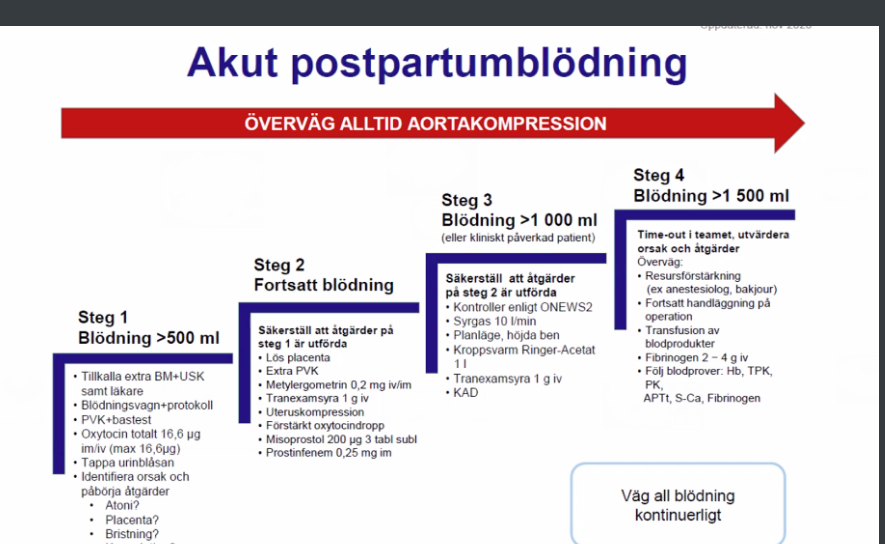 Akut postpartumblödning
ÖVERVÄG ALLTID AORTAKOMPRESSION
Steg 1
Blödning >500 ml
• Tillkalla extra BM+USK
samt läkare
• Blödningsvagn+protokoll
• PVK+bastest
• Oxytocin totalt 16,6 µg
im/iv (max 16,6µg)
• Tappa urinblåsan
• Identifiera orsak och
påbörja åtgärder
• Atoni?
• Placenta?
• Bristning?
Steg 2
Fortsatt blödning
Säkerställ att åtgärder på
steg 1 är utförda
• Lös placenta
• Extra PVK
• Metylergometrin 0,2 mg iv/im
• Tranexamsyra 1 g iv
• Uteruskompression
• Förstärkt oxytocindropp
• Misoprostol 200 µg 3 tabl subl
• Prostinfenem 0,25 mg im
Steg 3
Blödning >1 000 ml
(eller kliniskt påverkad patient)
Säkerställ att åtgärder
på steg 2 är utförda
• Kontroller enligt ONEWS2
• Syrgas 10 l/min
• Planläge, höjda ben
• Kroppsvarm Ringer-Acetat
1 l
• Tranexamsyra 1 g iv
• KAD
Steg 4
Blödning >1 500 ml
Time-out i teamet, utvärdera
orsak och åtgärder
Överväg:
• Resursförstärkning
(ex anestesiolog, bakjour)
• Fortsatt handläggning på
operation
• Transfusion av
blodprodukter
• Fibrinogen 2 – 4 g iv
• Följ blodprover: Hb, TPK,
PK,
APTt, S-Ca, Fibrinogen
Väg all blödning
kontinuerligt